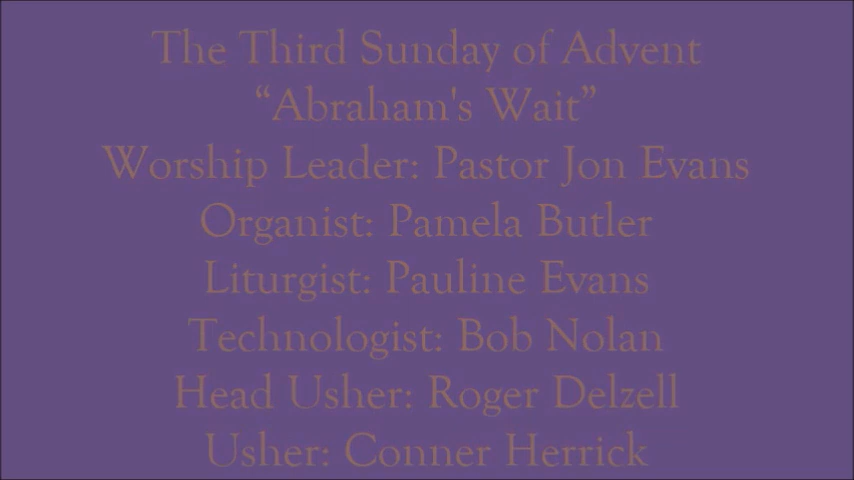 The Third Sunday of Advent
“Abraham's Wait”
Worship Leader: Pastor Jon Evans
Organist: Pamela Butler
Liturgist: Pauline Evans
Technologist: Bob Nolan
Head Usher: Roger Delzell
Usher: Conner Herrick